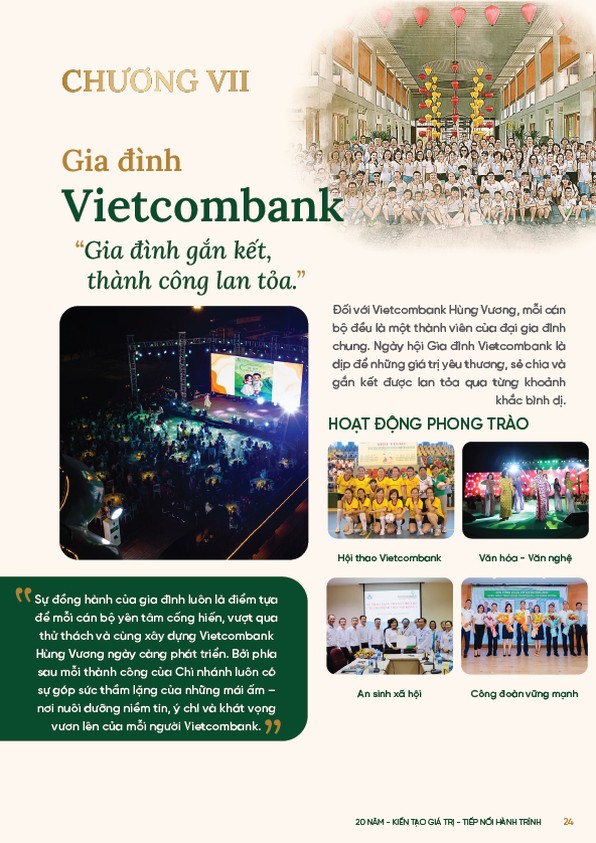 CHƯƠNG VII
Gia đình
Vietcombank
“Gia đình gắn kết,
thành công lan tỏa.”
Đối với Vietcombank Hùng Vương, mỗi cán
bộ đều là một thành viên của đại gia đình
chung. Ngày hội Gia đình Vietcombank là
dịp để những giá trị yêu thương, sẻ chia và
gắn kết được lan tỏa qua từng khoảnh
khắc bình dị.
HOẠT ĐỘNG PHONG TRÀO
Hội thao Vietcombank
Văn hóa - Văn nghệ
An sinh xã hội
Công đoàn vững mạnh
“Sự đồng hành của gia đình luôn là điểm tựa
để mỗi cán bộ yên tâm cống hiến, vượt qua
thử thách và cùng xây dựng Vietcombank
Hùng Vương ngày càng phát triển. Bởi phía
sau mỗi thành công của Chi nhánh luôn có
sự góp sức thầm lặng của những mái ấm –
nơi nuôi dưỡng niềm tin, ý chí và khát vọng
vươn lên của mỗi người Vietcombank.”
20 NĂM - KIẾN TẠO GIÁ TRỊ - TIẾP NỐI HÀNH TRÌNH 24